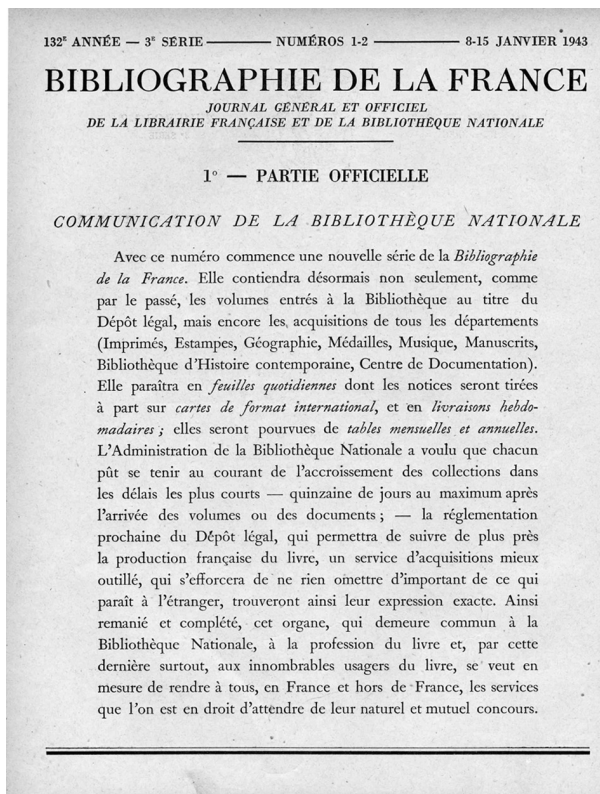 132E ANNÉE — 3E SÉRIE ——— NUMÉROS 1-2 ——— 8-15 JANVIER 1943
BIBLIOGRAPHIE DE LA FRANCE
JOURNAL GÉNÉRAL ET OFFICIEL
DE LA LIBRAIRIE FRANÇAISE ET DE LA BIBLIOTHÈQUE NATIONALE
1° — PARTIE OFFICIELLE
COMMUNICATION DE LA BIBLIOTHÈQUE NATIONALE
Avec ce numéro commence une nouvelle série de la Bibliographie
de la France. Elle contiendra désormais non seulement, comme
par le passé, les volumes entrés à la Bibliothèque au titre du
Dépôt légal, mais encore les acquisitions de tous les départements
(Imprimés, Estampes, Géographie, Médailles, Musique, Manuscrits,
Bibliothèque d'Histoire contemporaine, Centre de Documentation).
Elle paraîtra en feuilles quotidiennes dont les notices seront tirées
à part sur cartes de format international, et en livraisons hebdo-
madaires ; elles seront pourvues de tables mensuelles et annuelles.
L'Administration de la Bibliothèque Nationale a voulu que chacun
pût se tenir au courant de l'accroissement des collections dans
les délais les plus courts — quinzaine de jours au maximum après
l'arrivée des volumes ou des documents ; — la réglementation
prochaine du Dépôt légal, qui permettra de suivre de plus près
la production française du livre, un service d'acquisitions mieux
outillé, qui s'efforcera de ne rien omettre d'important de ce qui
paraît à l'étranger, trouveront ainsi leur expression exacte. Ainsi
remanié et complété, cet organe, qui demeure commun à la
Bibliothèque Nationale, à la profession du livre et, par cette
dernière surtout, aux innombrables usagers du livre, se veut en
mesure de rendre à tous, en France et hors de France, les services
que l'on est en droit d'attendre de leur naturel et mutuel concours.